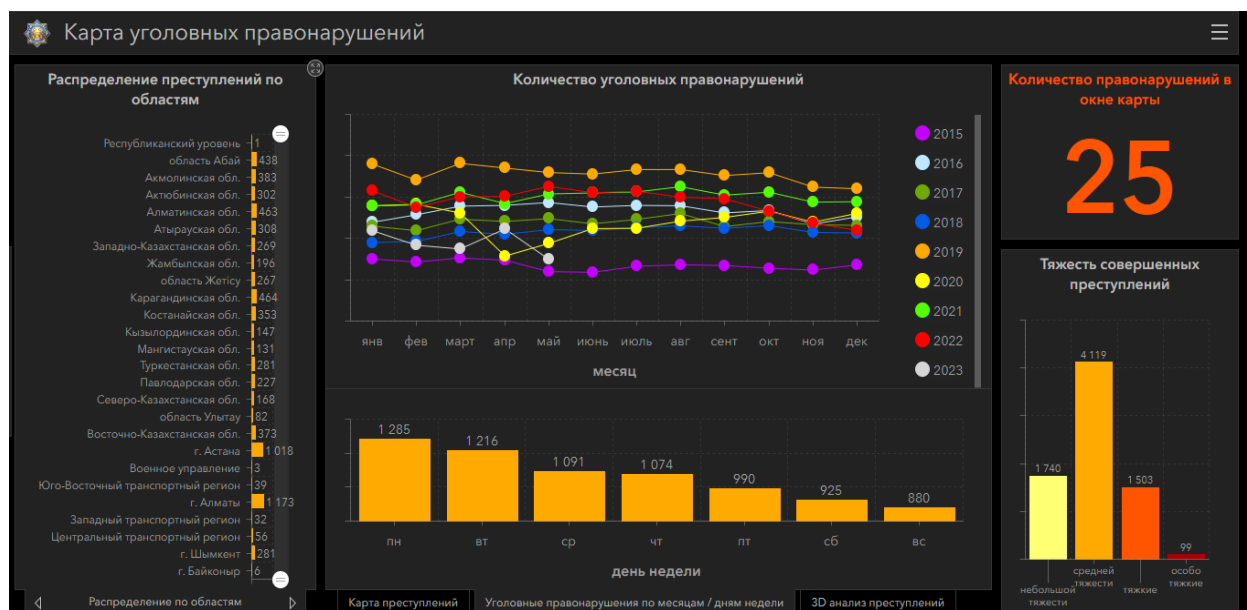 Карта уголовных правонарушений
Распределение преступлений по
областям
Республиканский уровень 1
область Абай 438
Акмолинская обл. 383
Актюбинская обл. 302
Алматинская обл. 463
Атырауская обл. 308
Западно-Казахстанская обл. 269
Жамбылская обл. 196
область Жетісу 267
Карагандинская обл. 464
Костанайская обл. 353
Кызылординская обл. 147
Мангистауская обл. 131
Туркестанская обл. 281
Павлодарская обл. 227
Северо-Казахстанская обл. 168
область Улытау 82
Восточно-Казахстанская обл. 373
г. Астана 1 018
Военное управление 3
Юго-Восточный транспортный регион 39
г. Алматы 1 173
Западный транспортный регион 32
Центральный транспортный регион 56
г. Шымкент 281
г. Байконыр 6
Распределение по областям
Количество уголовных правонарушений
2015
2016
2017
2018
2019
2020
2021
2022
2023
янв фев март апр май июнь июль авг сент окт ноя дек
месяц
1 285 1 216 1 091 1 074 990 925 880
пн вт ср чт пт сб вс
день недели
Карта преступлений Уголовные правонарушения по месяцам / дням недели 3D анализ преступлений
Количество правонарушений в
окне карты
25
Тяжесть совершенных
преступлений
1 740 4 119 1 503 99
небольшой
тяжести
средней
тяжести
тяжкие
особо
тяжкие